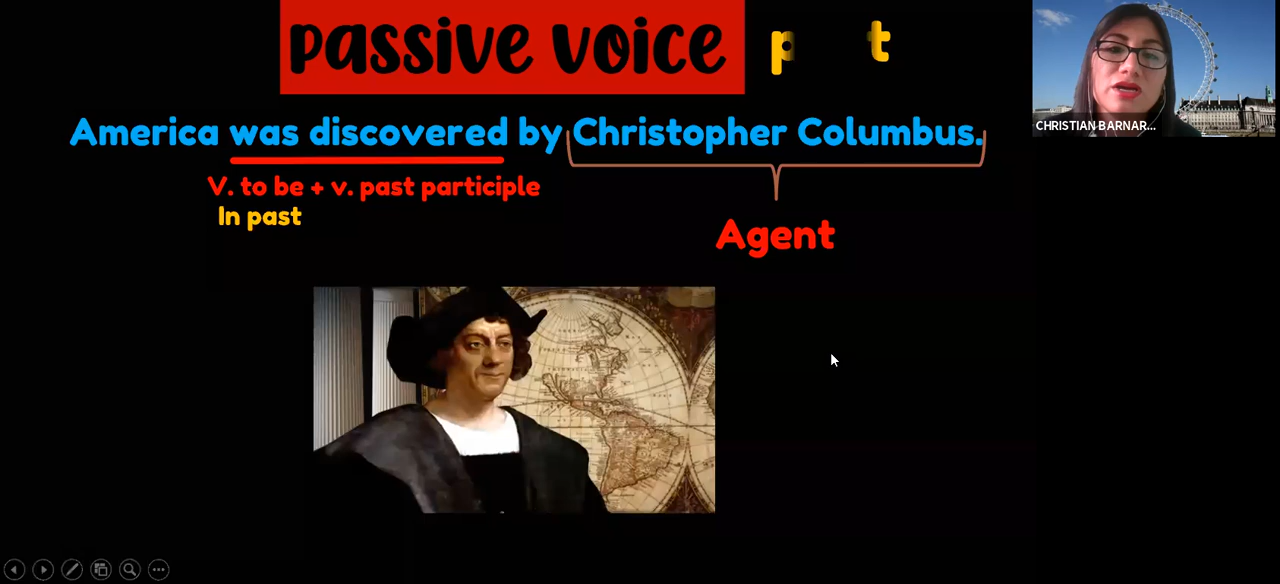 passive voice
America was discovered by Christopher Columbus.
V. to be + v. past participle
In past
Agent
CHRISTIAN BARNAR...